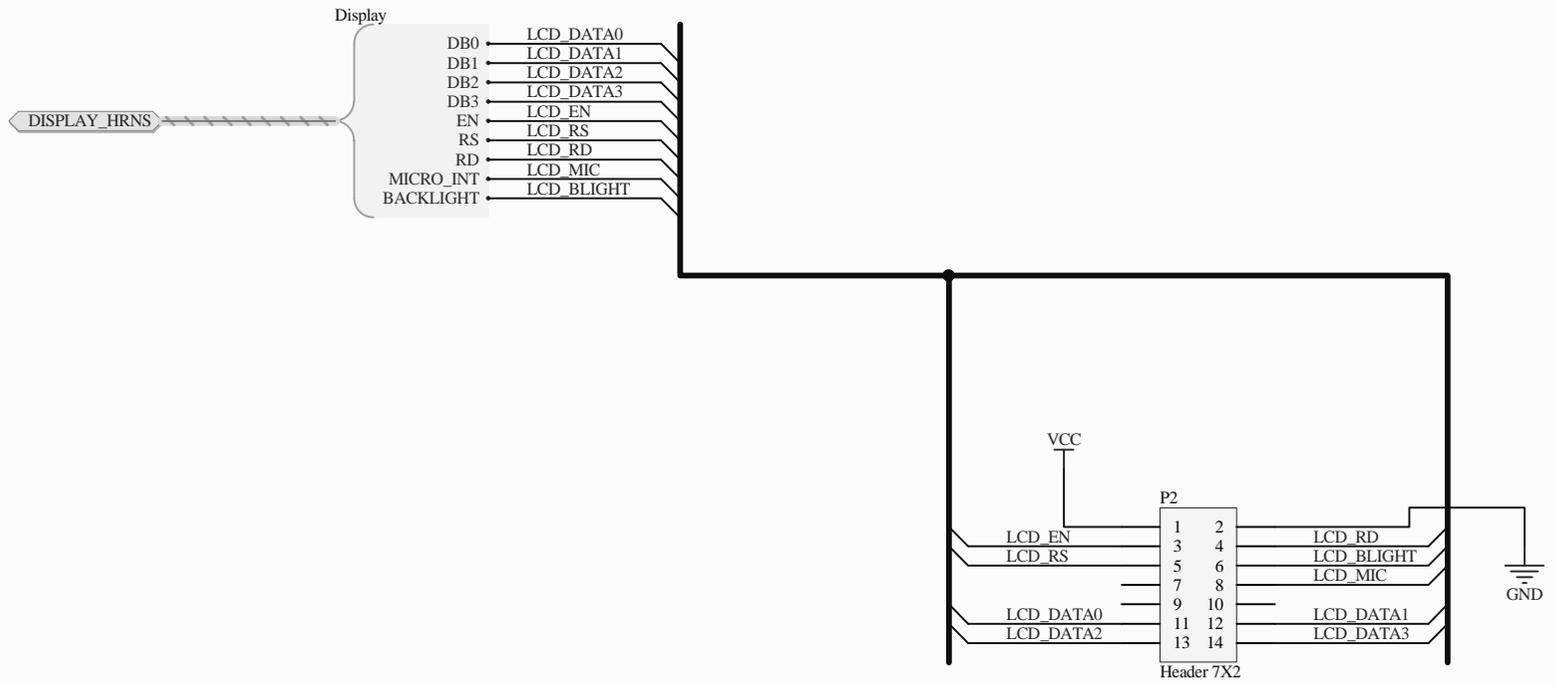 Display
DB0 LCD_DATA0
DB1 LCD_DATA1
DB2 LCD_DATA2
DB3 LCD_DATA3
DISPLAY_HRNS EN LCD_EN
RS LCD_RS
RD LCD_RD
MICRO_INT LCD_MIC
BACKLIGHT LCD_BLIGHT
VCC
P2
1 2
LCD_EN 3 4 LCD_RD
LCD_RS 5 6 LCD_BLIGHT
7 8 LCD_MIC
9 10
GND
LCD_DATA0 11 12 LCD_DATA1
LCD_DATA2 13 14 LCD_DATA3
Header 7X2